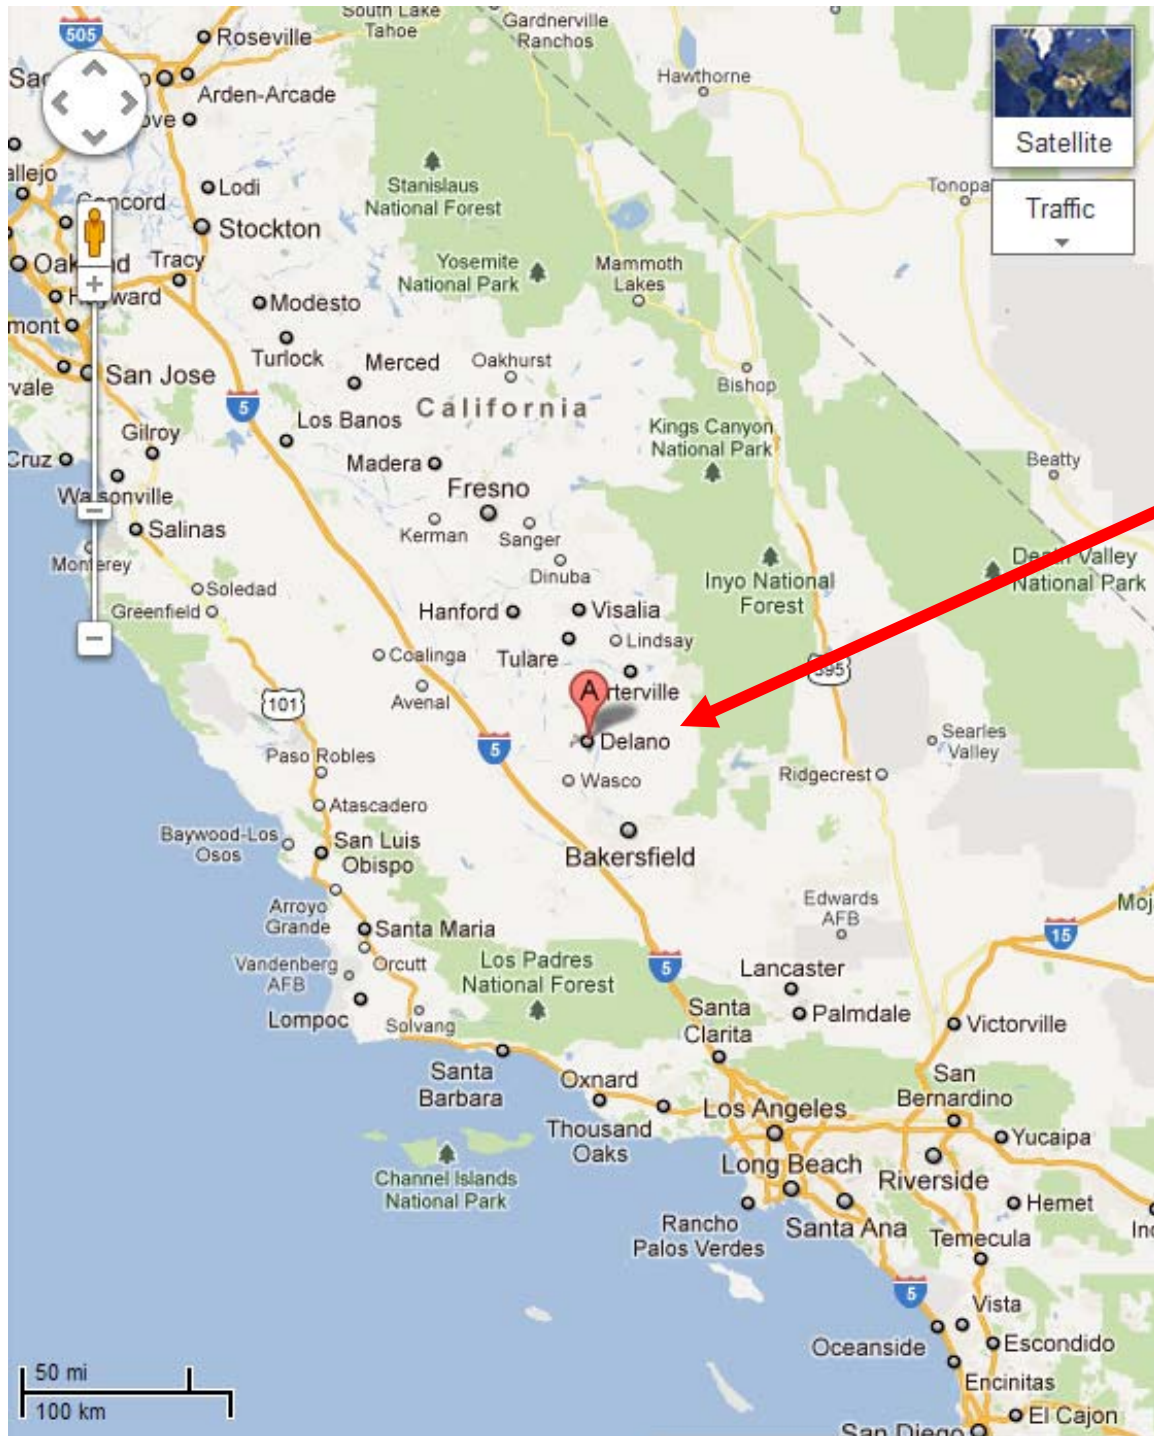 505
Roseville
South Lake
Tahoe
Gardnerville
Ranchos
Hawthorne
Satellite
Arden-Arcade
Traffic
Tonopa
Lodi
Stockton
Stanislaus
National Forest
Tracy
Yosemite
National Park
Mammoth
Lakes
Modesto
Turlock
Merced
Oakhurst
San Jose
Bishop
5
California
Los Banos
Gilroy
Kings Canyon
National Park
Beatty
Cruz
Madera
Fresno
Salinas
Kerman
Sanger
Dinuba
Inyo National
Forest
Death Valley
National Park
Soledad
Greenfield
Hanford
Visalia
Lindsay
Coalinga
Tulare
395
A
rterville
Avenal
101
Delano
5
Searles
Valley
Paso Robles
Wasco
Ridgecrest
Atascadero
Baywood-Los
Osos
San Luis
Obispo
Bakersfield
Edwards
AFB
Moj
Arroyo
Grande
Santa Maria
15
Orcutt
Vandenberg
AFB
Los Padres
National Forest
5
Lancaster
Lompoc
Solvang
Santa
Clarita
Palmdale
Victorville
Santa
Barbara
Oxnard
San
Bernardino
Los Angeles
Thousand
Oaks
Yucaipa
Long Beach
Riverside
Channel Islands
National Park
Hemet
Rancho
Palos Verdes
Santa Ana
Temecula
5
Vista
Oceanside
Escondido
50 mi
Encinitas
100 km
El Cajon
San Diego